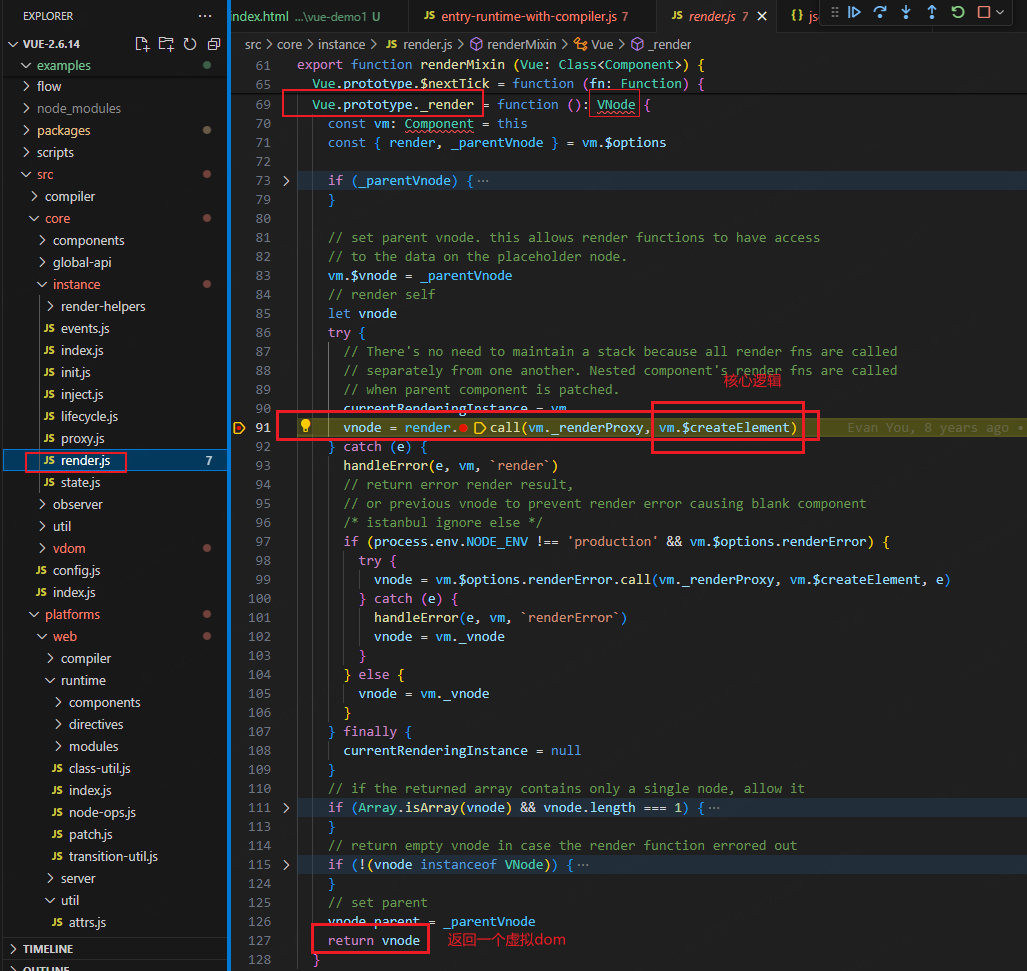 EXPLORER
···
VUE-2.6.14
examples
flow
node_modules
packages
scripts
src
compiler
core
components
global-api
instance
render-helpers
JS events.js
JS index.js
JS init.js
JS inject.js
JS lifecycle.js
JS proxy.js
JS render.js 7
JS state.js
observer
util
vdom
JS config.js
JS index.js
platforms
web
compiler
runtime
components
directives
modules
JS class-util.js
JS index.js
JS node-ops.js
JS patch.js
JS transition-util.js
server
util
JS attrs.js
TIMELINE
OUTLINE
index.html ...\vue-demo1 U
JS entry-runtime-with-compiler.js 7
JS render.js 7
{} js
src > core > instance > JS render.js > renderMixin > Vue > _render
61 export function renderMixin (Vue: Class<Component>) {
65 Vue.prototype.$nextTick = function (fn: Function) {
69 Vue.prototype._render = function (): VNode {
70 const vm: Component = this
71 const { render, _parentVnode } = vm.$options
72
73 if (_parentVnode) { ···
79 }
80
81 // set parent vnode. this allows render functions to have access
82 // to the data on the placeholder node.
83 vm.$vnode = _parentVnode
84 // render self
85 let vnode
86 try {
87 // There's no need to maintain a stack because all render fns are called
88 // separately from one another. Nested component's render fns are called
核心逻辑
89 // when parent component is patched.
90 currentRenderingInstance = vm
91 vnode = render.call(vm._renderProxy, vm.$createElement) Evan You, 8 years ago •
92 } catch (e) {
93 handleError(e, vm, `render`)
94 // return error render result,
95 // or previous vnode to prevent render error causing blank component
96 /* istanbul ignore else */
97 if (process.env.NODE_ENV !== 'production' && vm.$options.renderError) {
98 try {
99 vnode = vm.$options.renderError.call(vm._renderProxy, vm.$createElement, e)
100 } catch (e) {
101 handleError(e, vm, `renderError`)
102 vnode = vm._vnode
103 }
104 } else {
105 vnode = vm._vnode
106 }
107 } finally {
108 currentRenderingInstance = null
109 }
110 // if the returned array contains only a single node, allow it
111 if (Array.isArray(vnode) && vnode.length === 1) { ···
113 }
114 // return empty vnode in case the render function errored out
115 if (!(vnode instanceof VNode)) { ···
124 }
125 // set parent
126 vnode.parent = _parentVnode
127 return vnode 返回一个虚拟dom
128 }